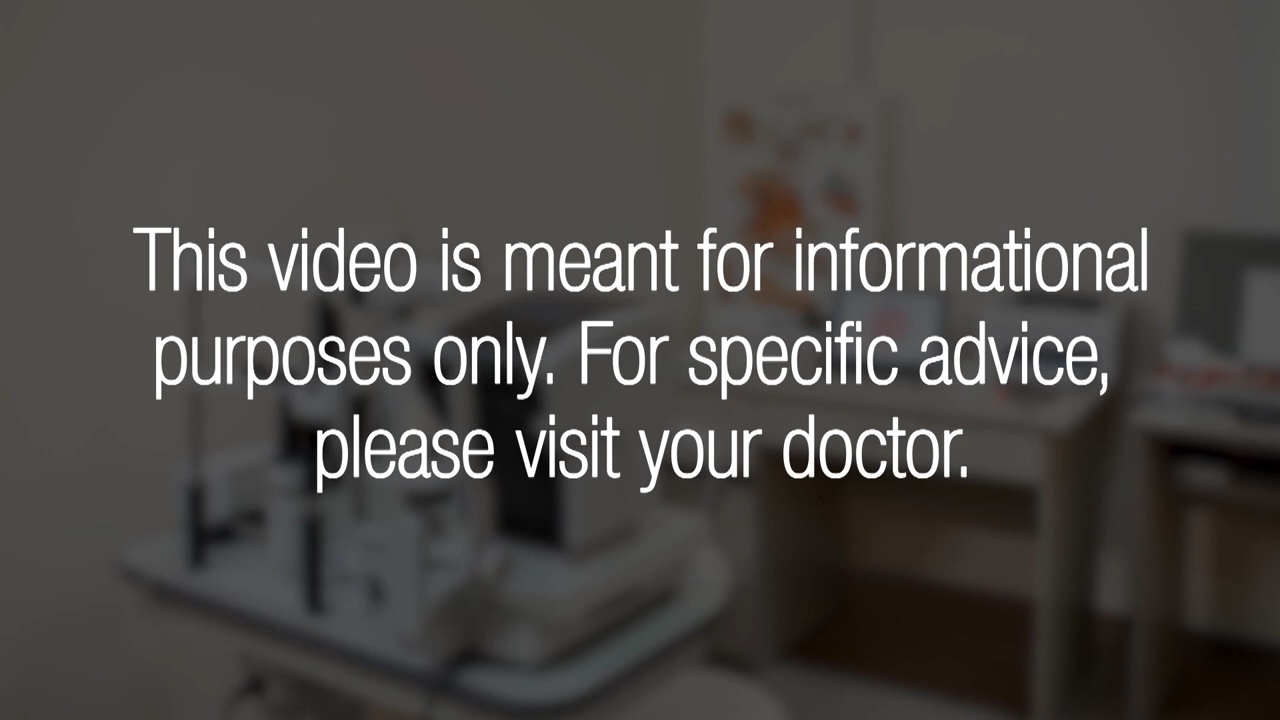 This video is meant for informational
purposes only. For specific advice,
please visit your doctor.